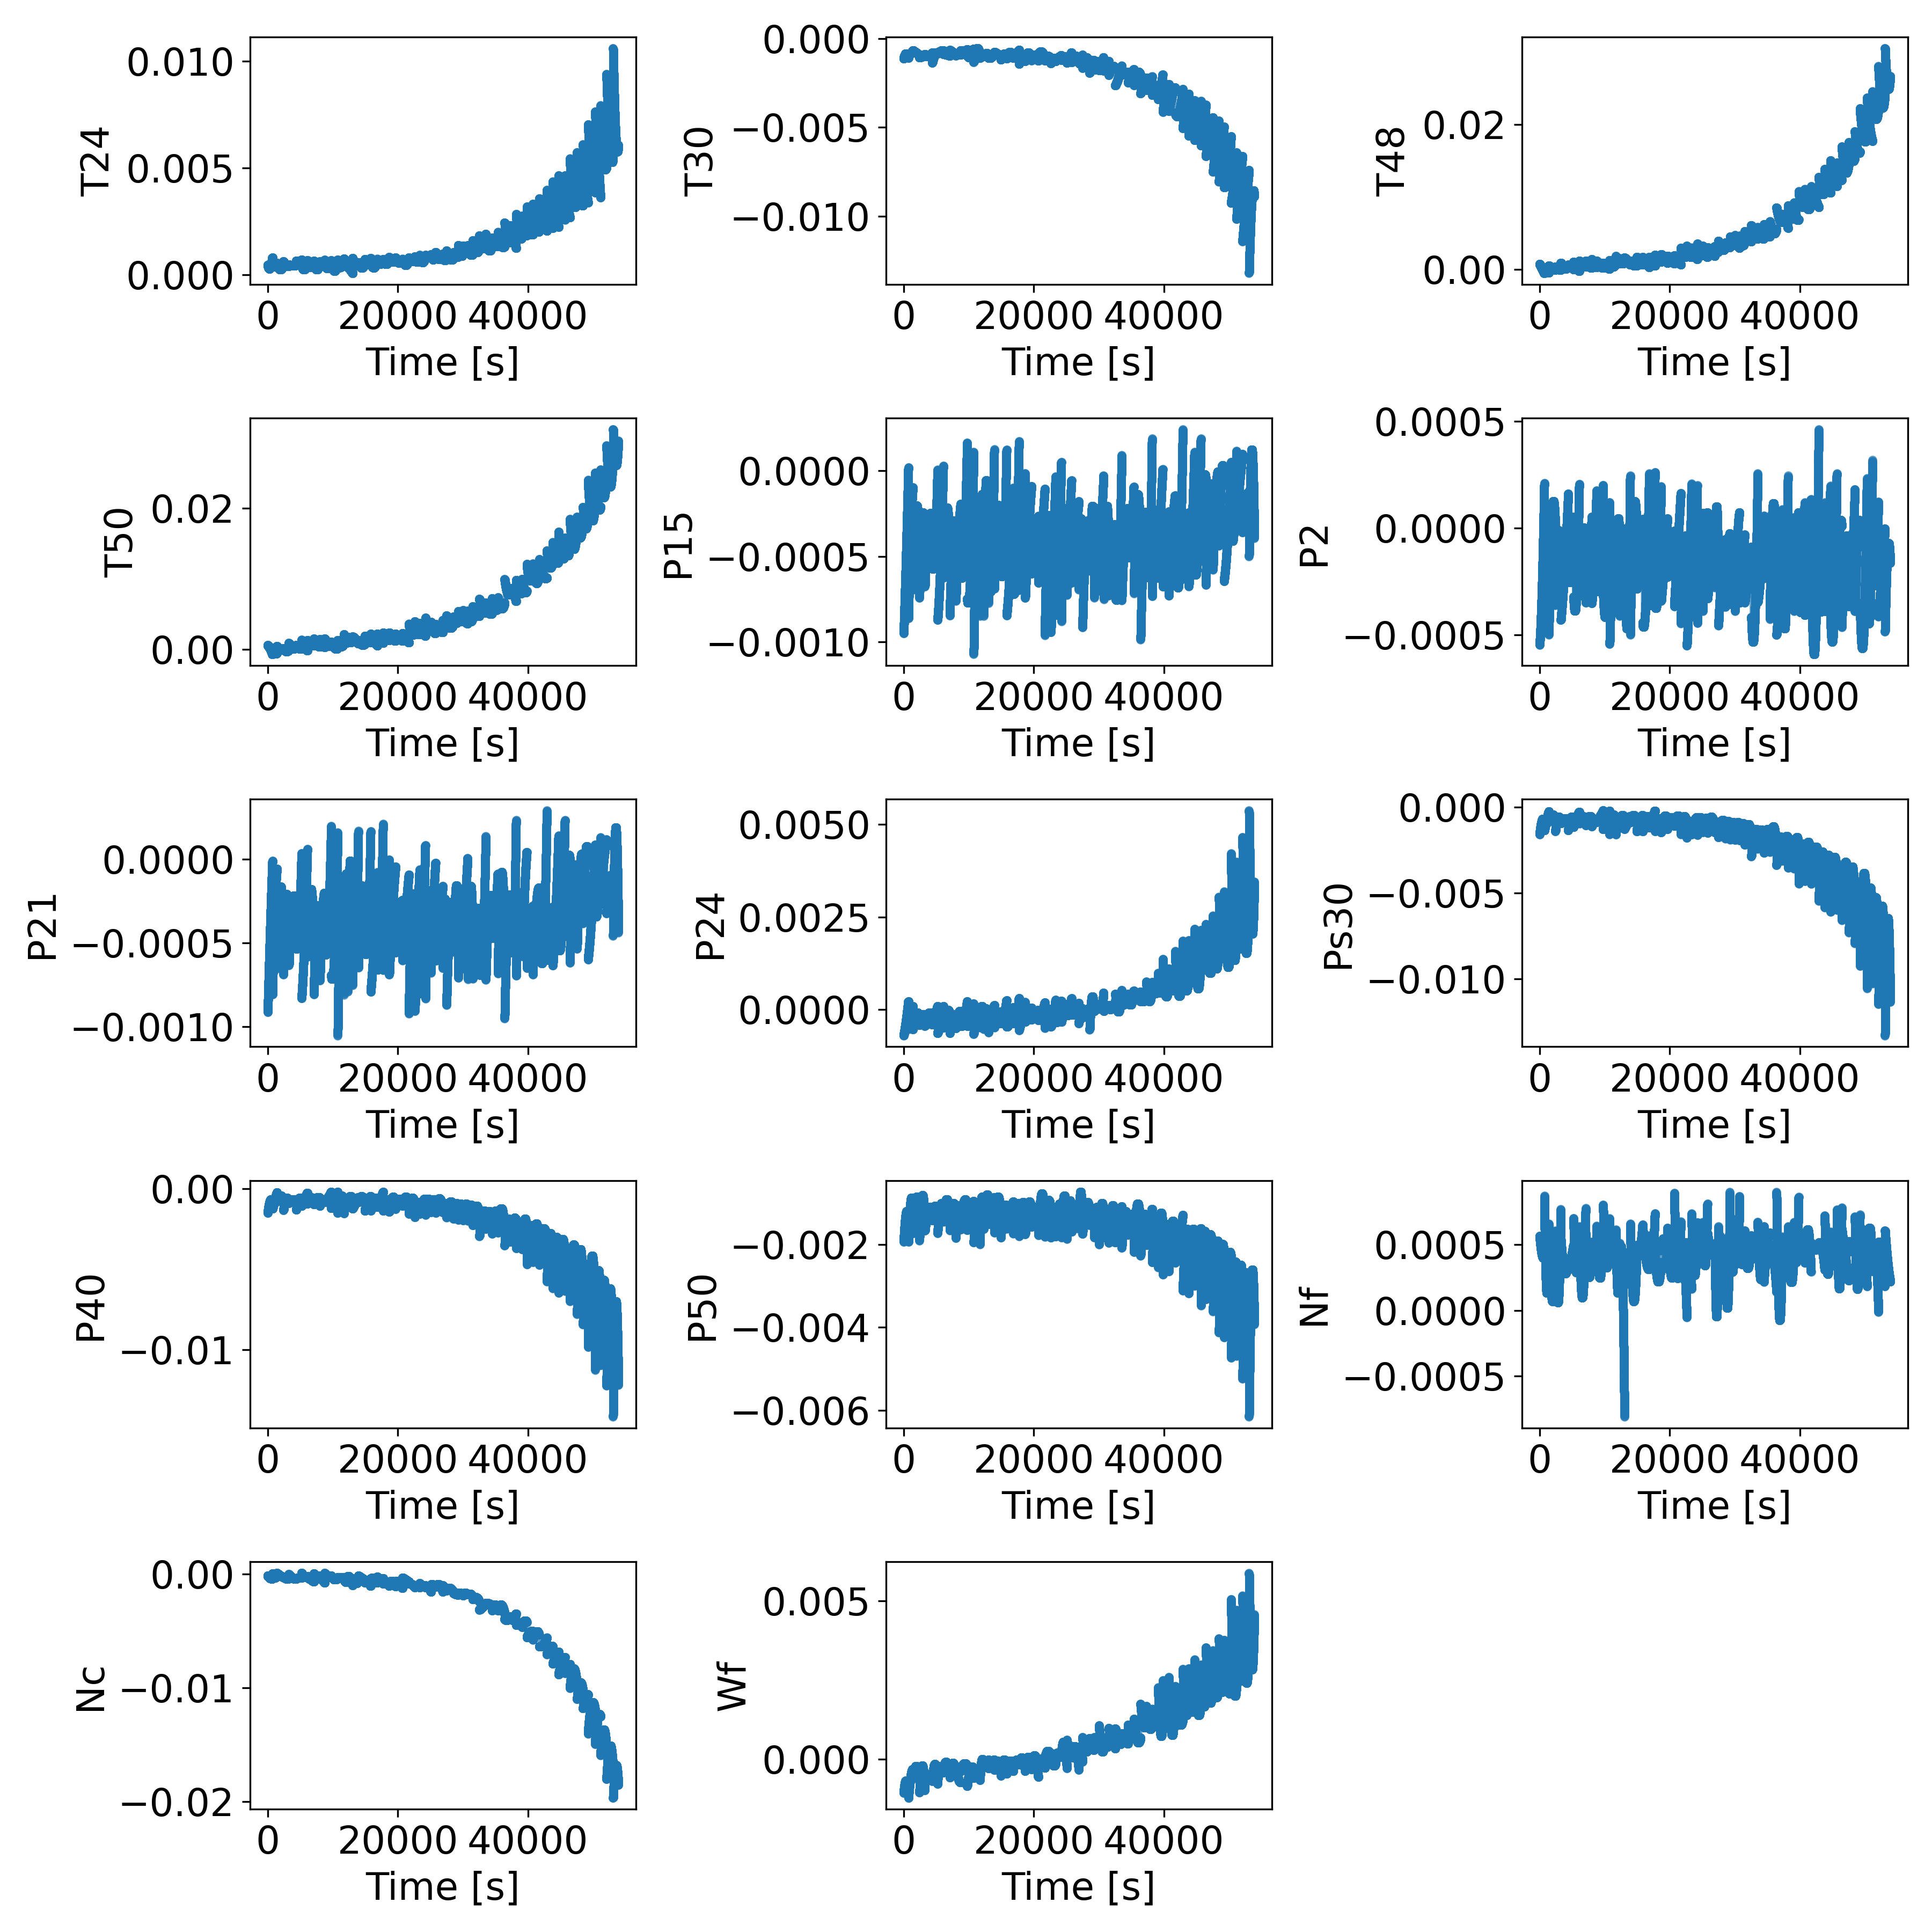 T24
0.010
0.005
0.000
0 20000 40000
Time [s]
T30
0.000
−0.005
−0.010
0 20000 40000
Time [s]
T48
0.02
0.00
0 20000 40000
Time [s]
T50
0.02
0.00
0 20000 40000
Time [s]
P15
0.0000
−0.0005
−0.0010
0 20000 40000
Time [s]
P2
0.0005
0.0000
−0.0005
0 20000 40000
Time [s]
P21
0.0000
−0.0005
−0.0010
0 20000 40000
Time [s]
P24
0.0050
0.0025
0.0000
0 20000 40000
Time [s]
Ps30
0.000
−0.005
−0.010
0 20000 40000
Time [s]
P40
0.00
−0.01
0 20000 40000
Time [s]
P50
−0.002
−0.004
−0.006
0 20000 40000
Time [s]
Nf
0.0005
0.0000
−0.0005
0 20000 40000
Time [s]
Nc
0.00
−0.01
−0.02
0 20000 40000
Time [s]
Wf
0.005
0.000
0 20000 40000
Time [s]